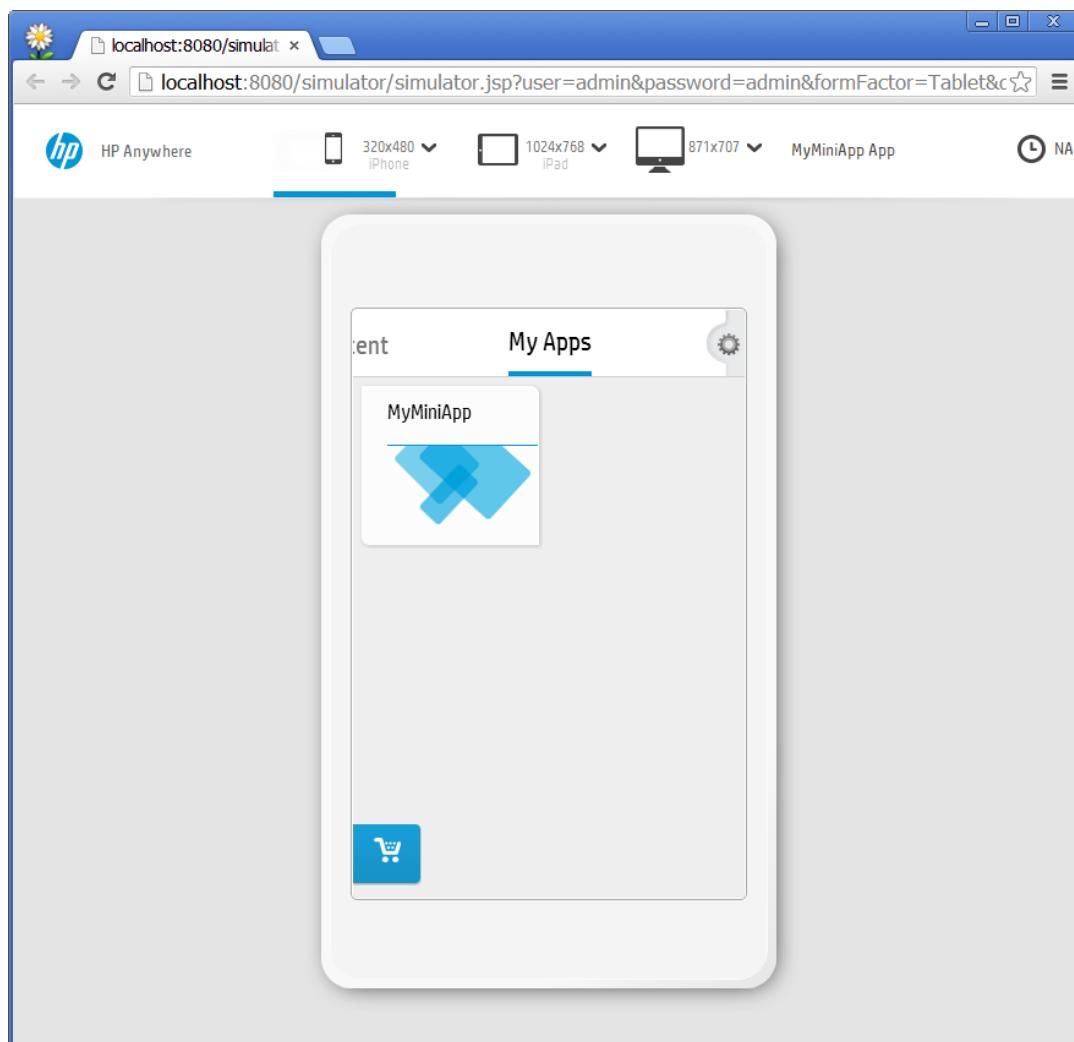 localhost:8080/simulat
localhost:8080/simulator/simulator.jsp?user=admin&password=admin&formFactor=Tablet&c
hp
HP Anywhere
320x480
iPhone
1024x768
iPad
871x707
MyMiniApp App
NA
cent
My Apps
MyMiniApp